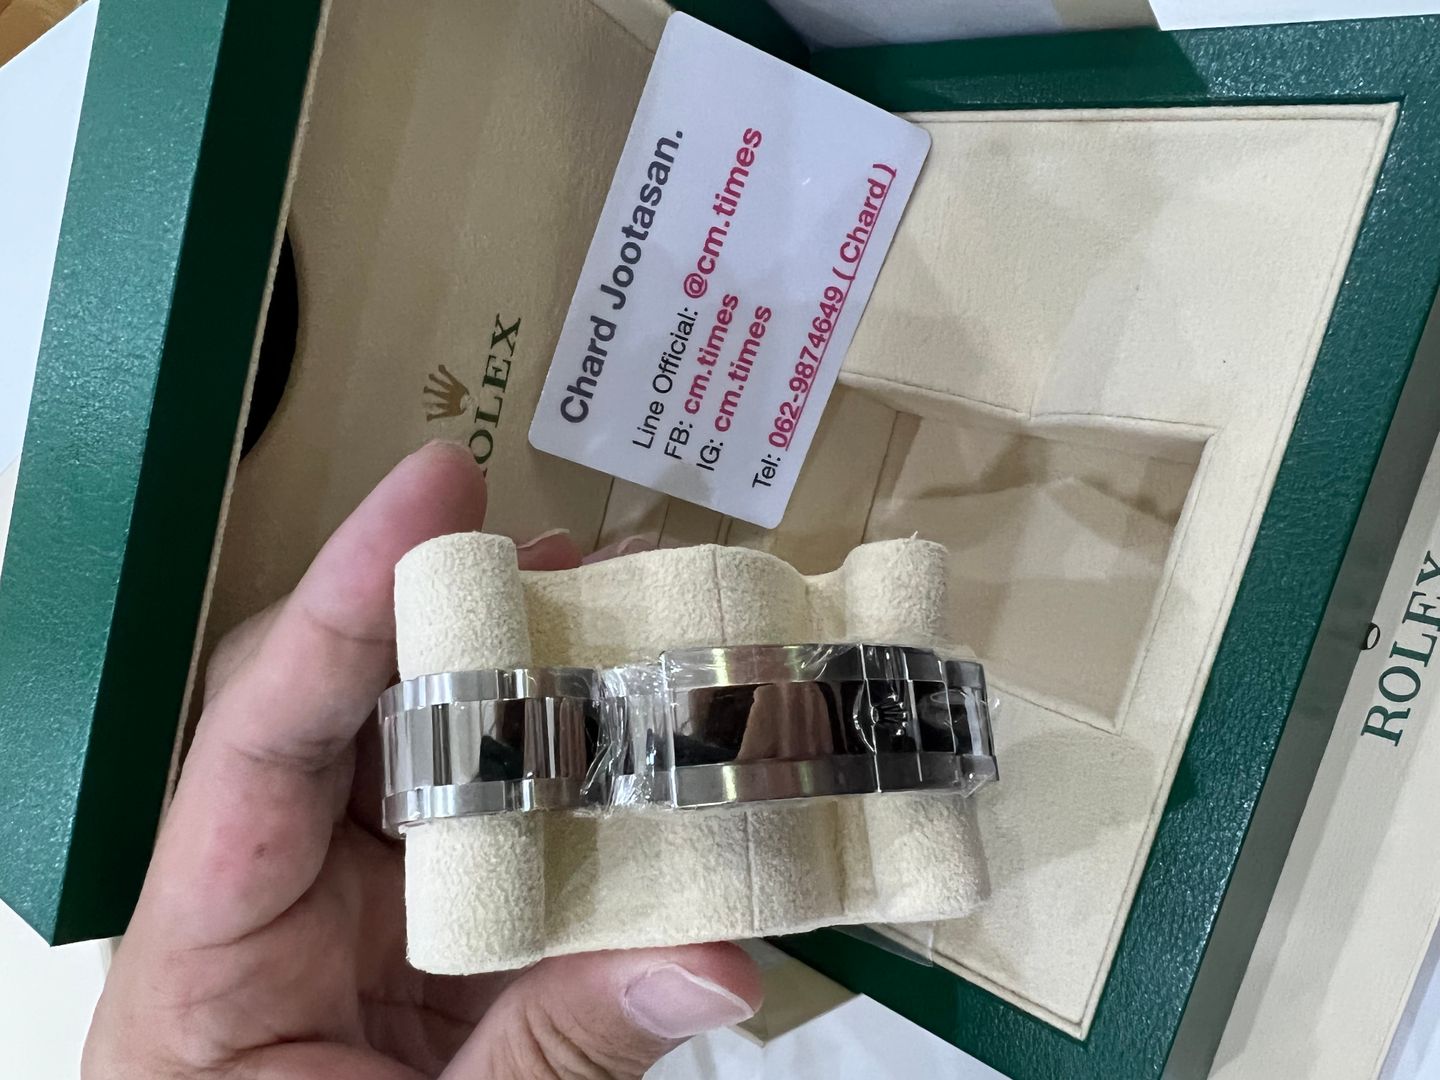 ROLEX
Chard Jootasan.
Line Official: @cm.times
FB: cm.times
IG: cm.times
Tel: 062-9874649 ( Chard )
ROLEX